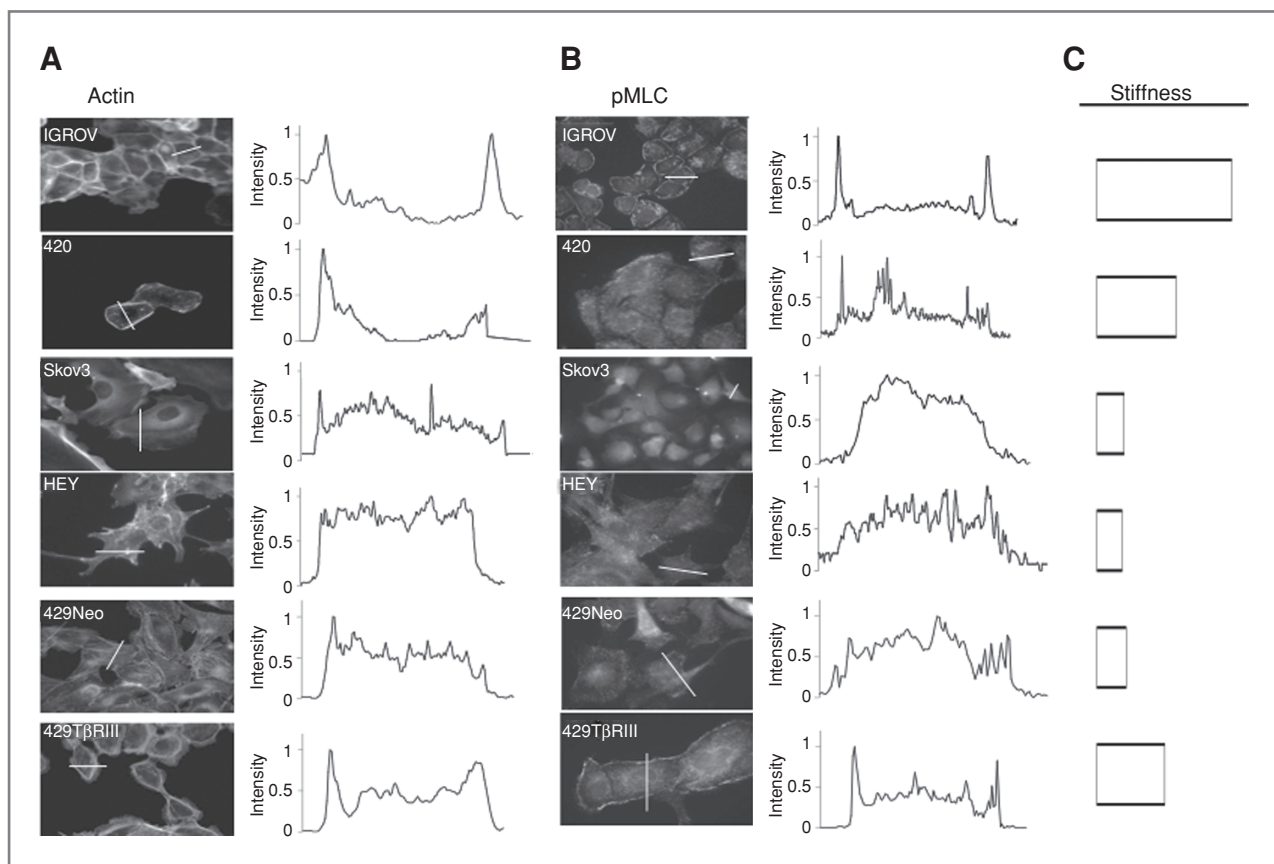 A B C
Actin pMLC Stiffness
IGROV
1
0.5
0
Intensity
IGROV
1
0.5
0
Intensity
420
1
0.5
0
Intensity
420
1
0.5
0
Intensity
Skov3
1
0.5
0
Intensity
Skov3
1
0.5
0
Intensity
HEY
1
0.5
0
Intensity
HEY
1
0.5
0
Intensity
429Neo
1
0.5
0
Intensity
429Neo
1
0.5
0
Intensity
429TβRIII
1
0.5
0
Intensity
429TβRIII
1
0.5
0
Intensity